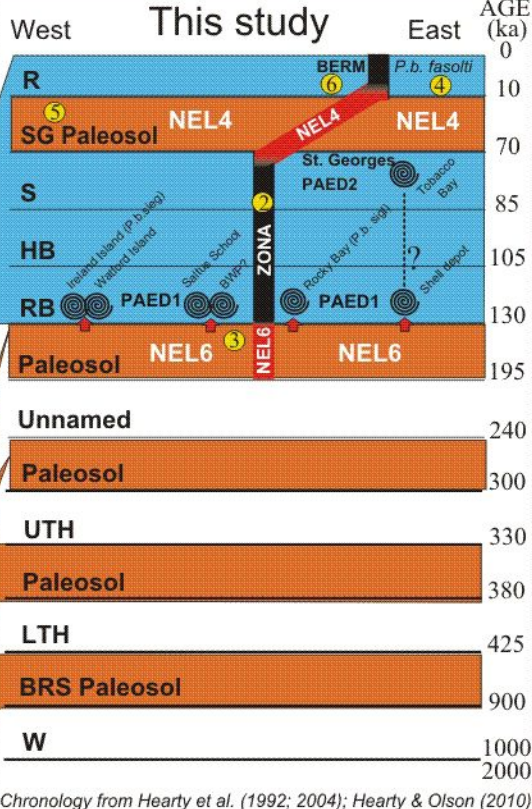 This study
West
East
AGE
(ka)
0
R
BERM
P.b. fasolti
6
4
10
5
NEL4
NEL4
NEL4
SG Paleosol
70
St. Georges
PAED2
Tobacco
Bay
S
2
85
HB
ZONA
?
105
Ireland Island (P.b.sieg)
Watford Island
Saltus School
BWP?
Rocky Bay (P.b. sigl)
Shell depot
RB
PAED1
PAED1
130
3
NEL6
NEL6
NEL6
Paleosol
195
Unnamed
240
Paleosol
300
UTH
330
Paleosol
380
LTH
425
BRS Paleosol
900
W
1000
2000
Chronology from Hearty et al. (1992; 2004); Hearty & Olson (2010)